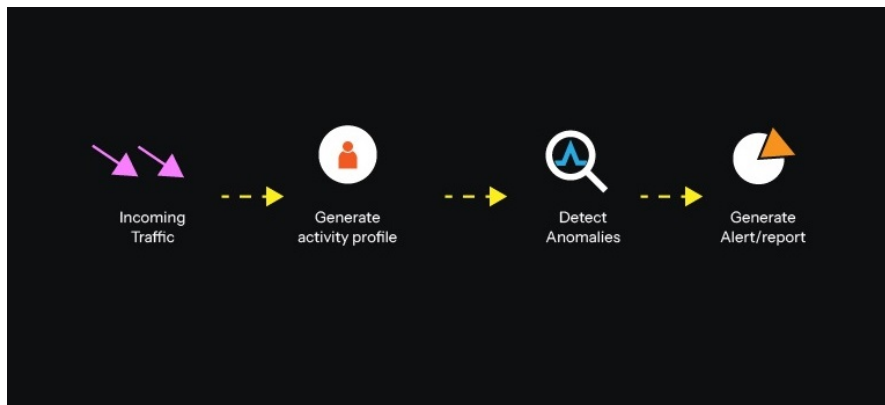 Incoming
Traffic
Generate
activity profile
Detect
Anomalies
Generate
Alert/report